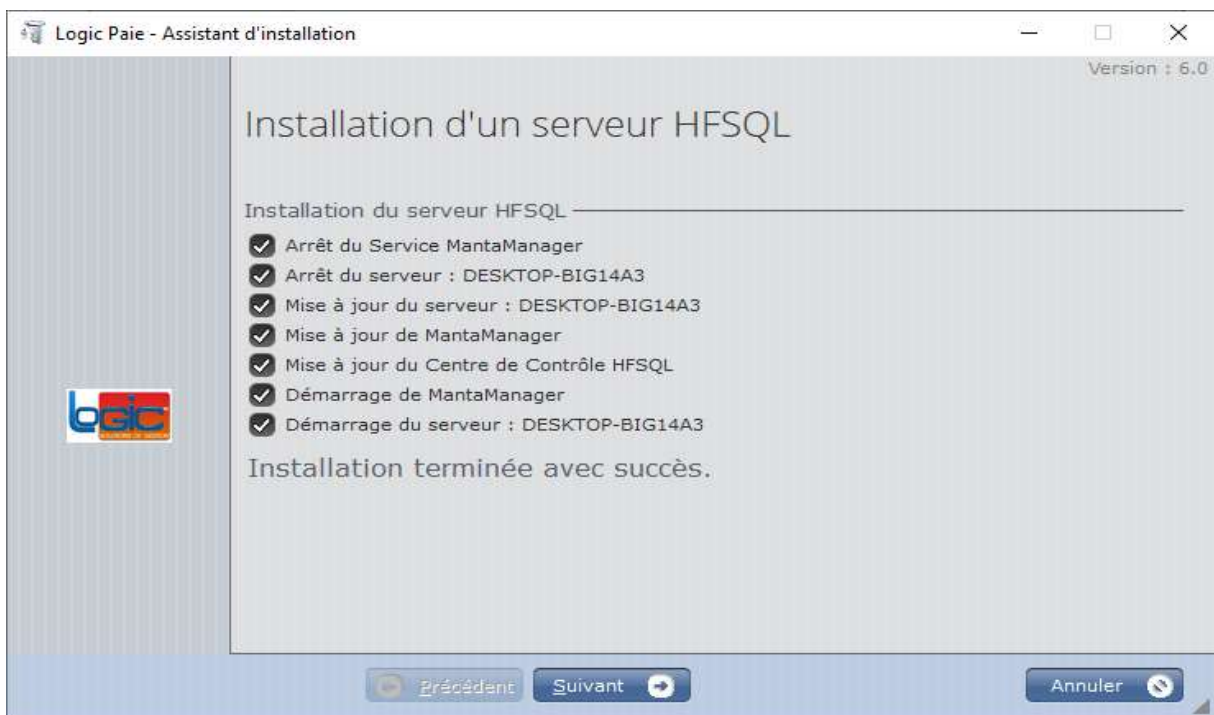 Logic Paie - Assistant d'installation
Version : 6.0
Installation d'un serveur HFSQL
Installation du serveur HFSQL
Arrêt du Service MantaManager
Arrêt du serveur : DESKTOP-BIG14A3
Mise à jour du serveur : DESKTOP-BIG14A3
Mise à jour de MantaManager
Mise à jour du Centre de Contrôle HFSQL
Démarrage de MantaManager
Démarrage du serveur : DESKTOP-BIG14A3
logic
Installation terminée avec succès.
Précédent
Suivant
Annuler